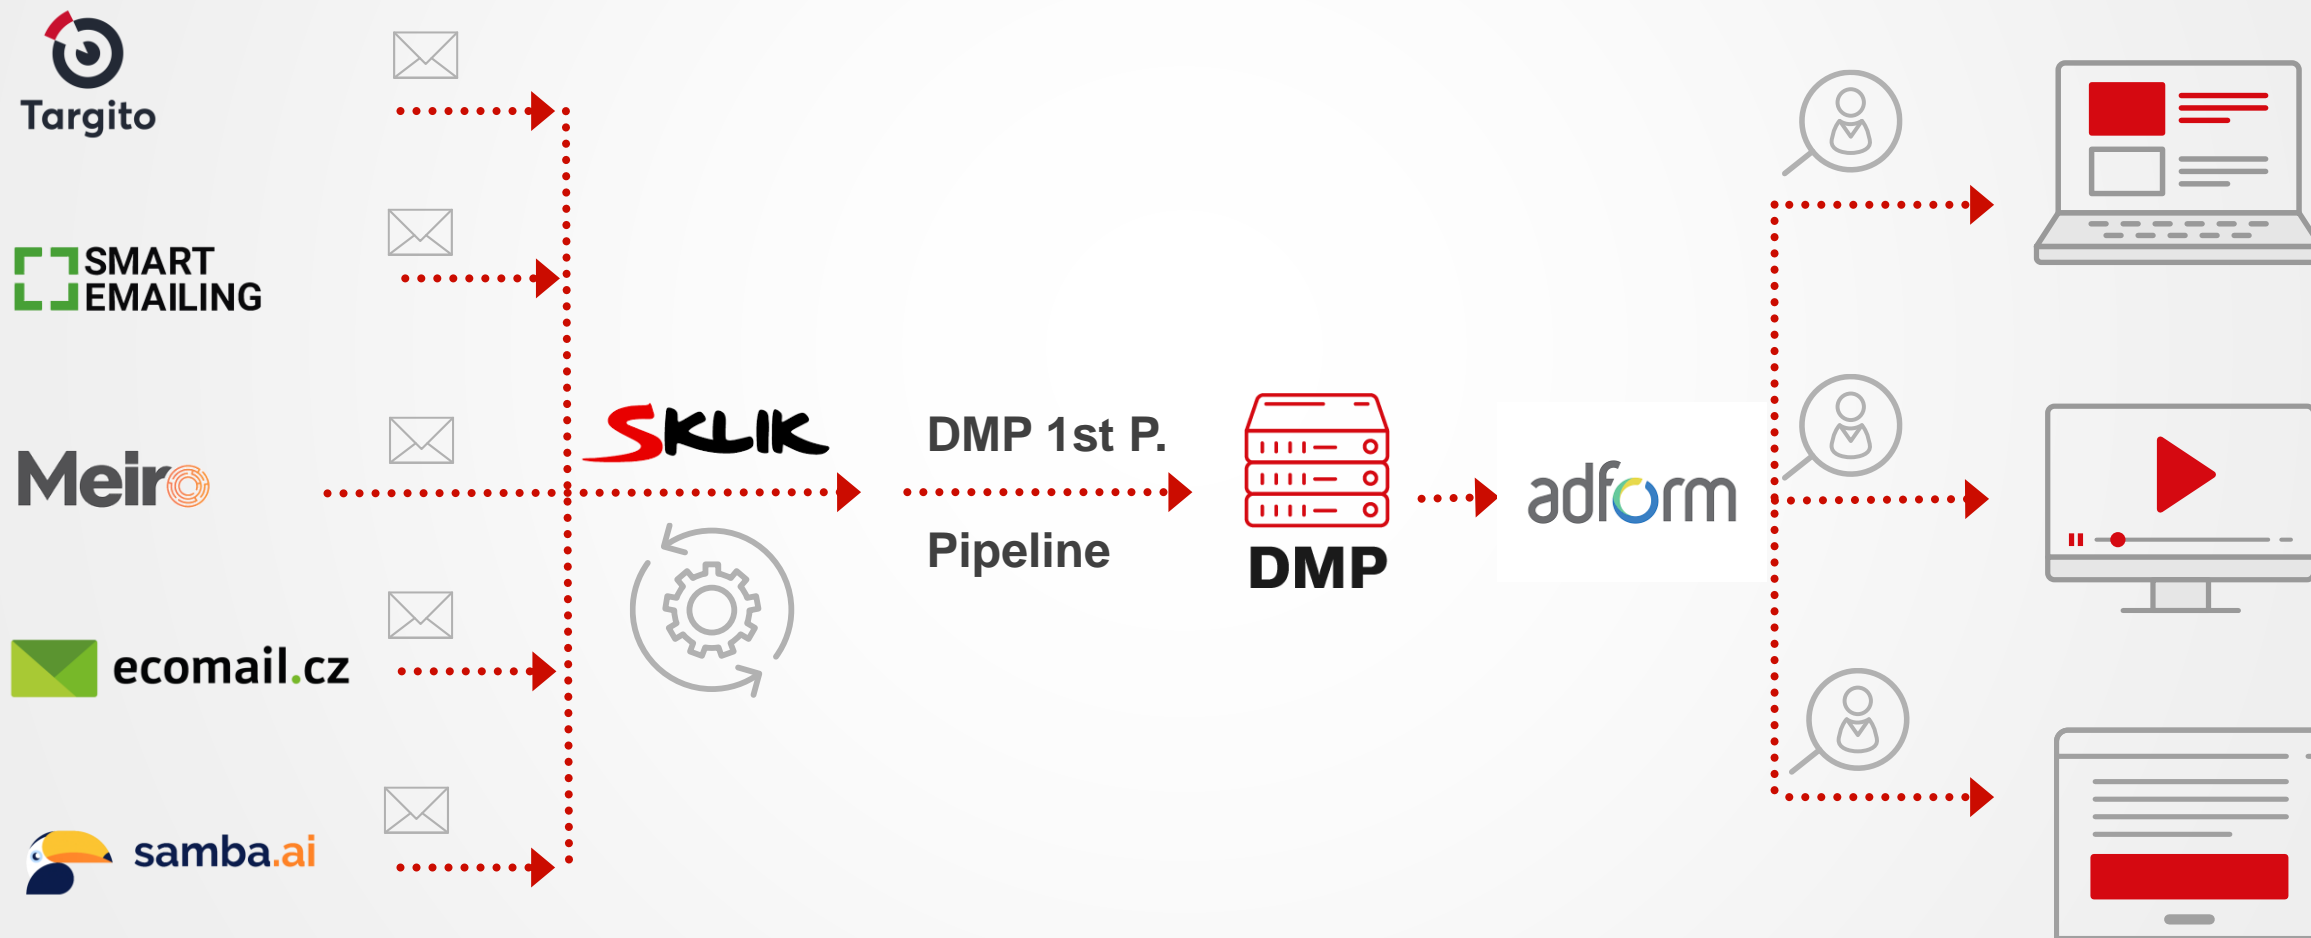 Targito
SMART
EMAILING
Meiro
ecomail.cz
samba.ai
SKLIK
DMP 1st P.
Pipeline
DMP
adform